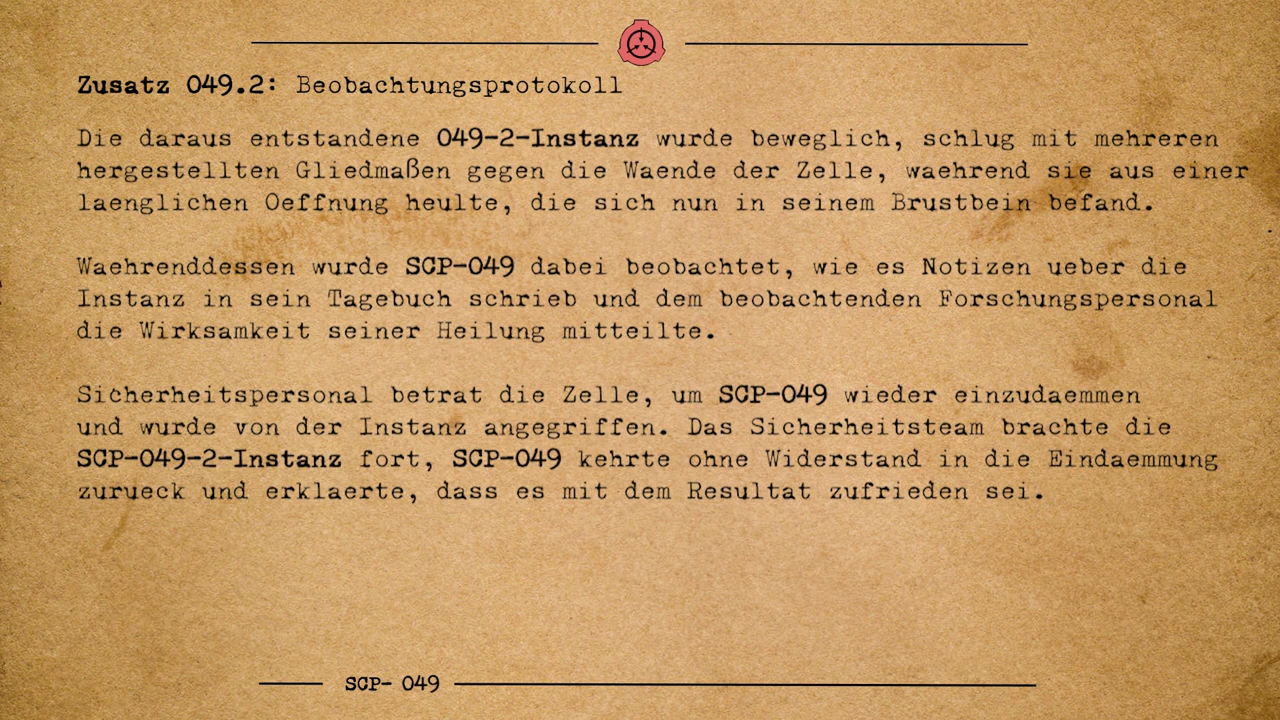 Zusatz 049.2: Beobachtungsprotokoll
Die daraus entstandene 049-2-Instanz wurde beweglich, schlug mit mehreren
hergestellten Gliedmaßen gegen die Waende der Zelle, waehrend sie aus einer
laenglichen Oeffnung heulte, die sich nun in seinem Brustbein befand.
Waehrenddessen wurde SCP-049 dabei beobachtet, wie es Notizen ueber die
Instanz in sein Tagebuch schrieb und dem beobachtenden Forschungspersonal
die Wirksamkeit seiner Heilung mitteilte.
Sicherheitspersonal betrat die Zelle, um SCP-049 wieder einzudaemmen
und wurde von der Instanz angegriffen. Das Sicherheitsteam brachte die
SCP-049-2-Instanz fort, SCP-049 kehrte ohne Widerstand in die Eindaemmung
zurueck und erklaerte, dass es mit dem Resultat zufrieden sei.
SCP- 049